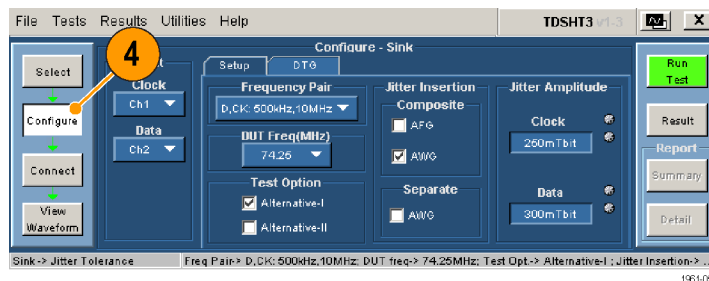 File Tests Results Utilities Help
TDSHT3 v1.3
X
4
Configure - Sink
Select
Configure
Connect
View
Waveform
Clock
Ch1
Data
Ch2
Setup
DTG
Frequency Pair
D,CK: 500kHz,10MHz
DUT Freq(MHz)
74.25
Test Option
Alternative-I
Alternative-II
Jitter Insertion
Composite
AFG
AWG
Separate
AWG
Jitter Amplitude
Clock
250mTbit
Data
300mTbit
Run
Test
Result
Report
Summary
Detail
Sink-> Jitter Tolerance
Freq Pair-> D,CK: 500kHz,10MHz; DUT freq-> 74.25MHz; Test Opt.-> Alternative-I ; Jitter Insertion-> ..